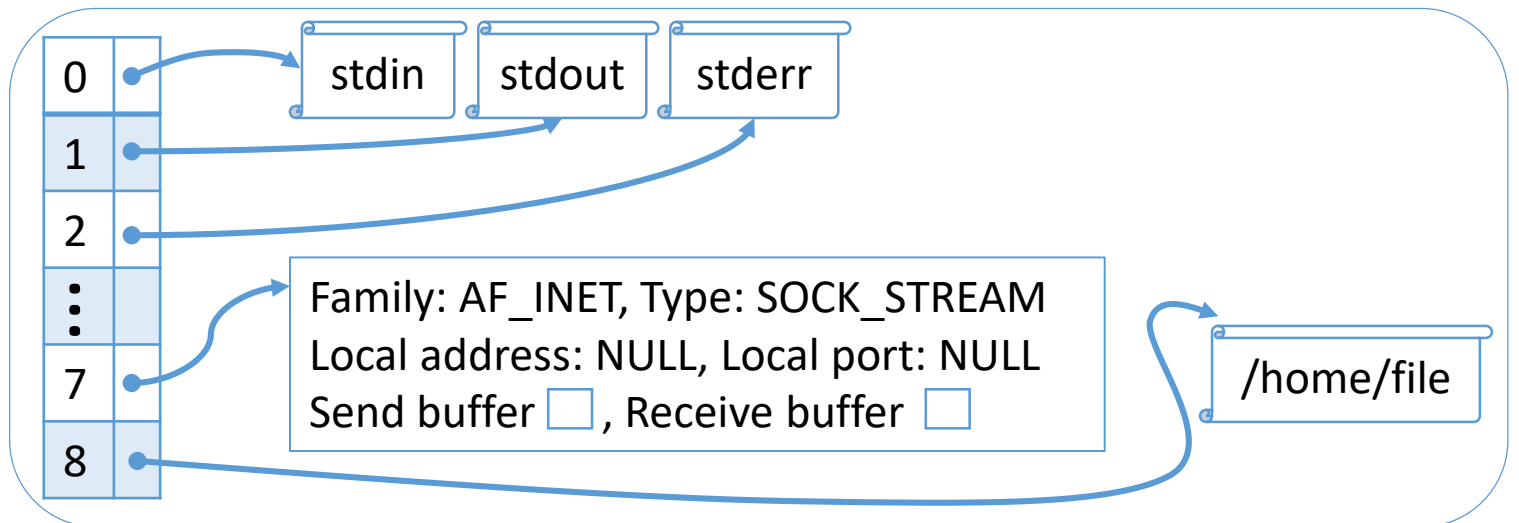 0
stdin
stdout
stderr
1
2
⋮
Family: AF_INET, Type: SOCK_STREAM
Local address: NULL, Local port: NULL
Send buffer , Receive buffer
7
/home/file
8